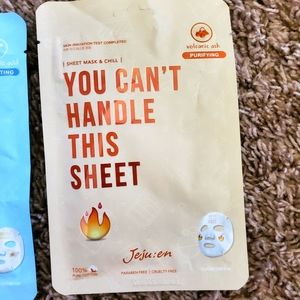 SKIN IRRITATION TEST COMPLETED
volcanic ash
PURIFYING
| SHEET MASK & CHILL |
YOU CAN'T
HANDLE
THIS
SHEET
Jeju:en
100%
PARABEN FREE | CRUELTY FREE